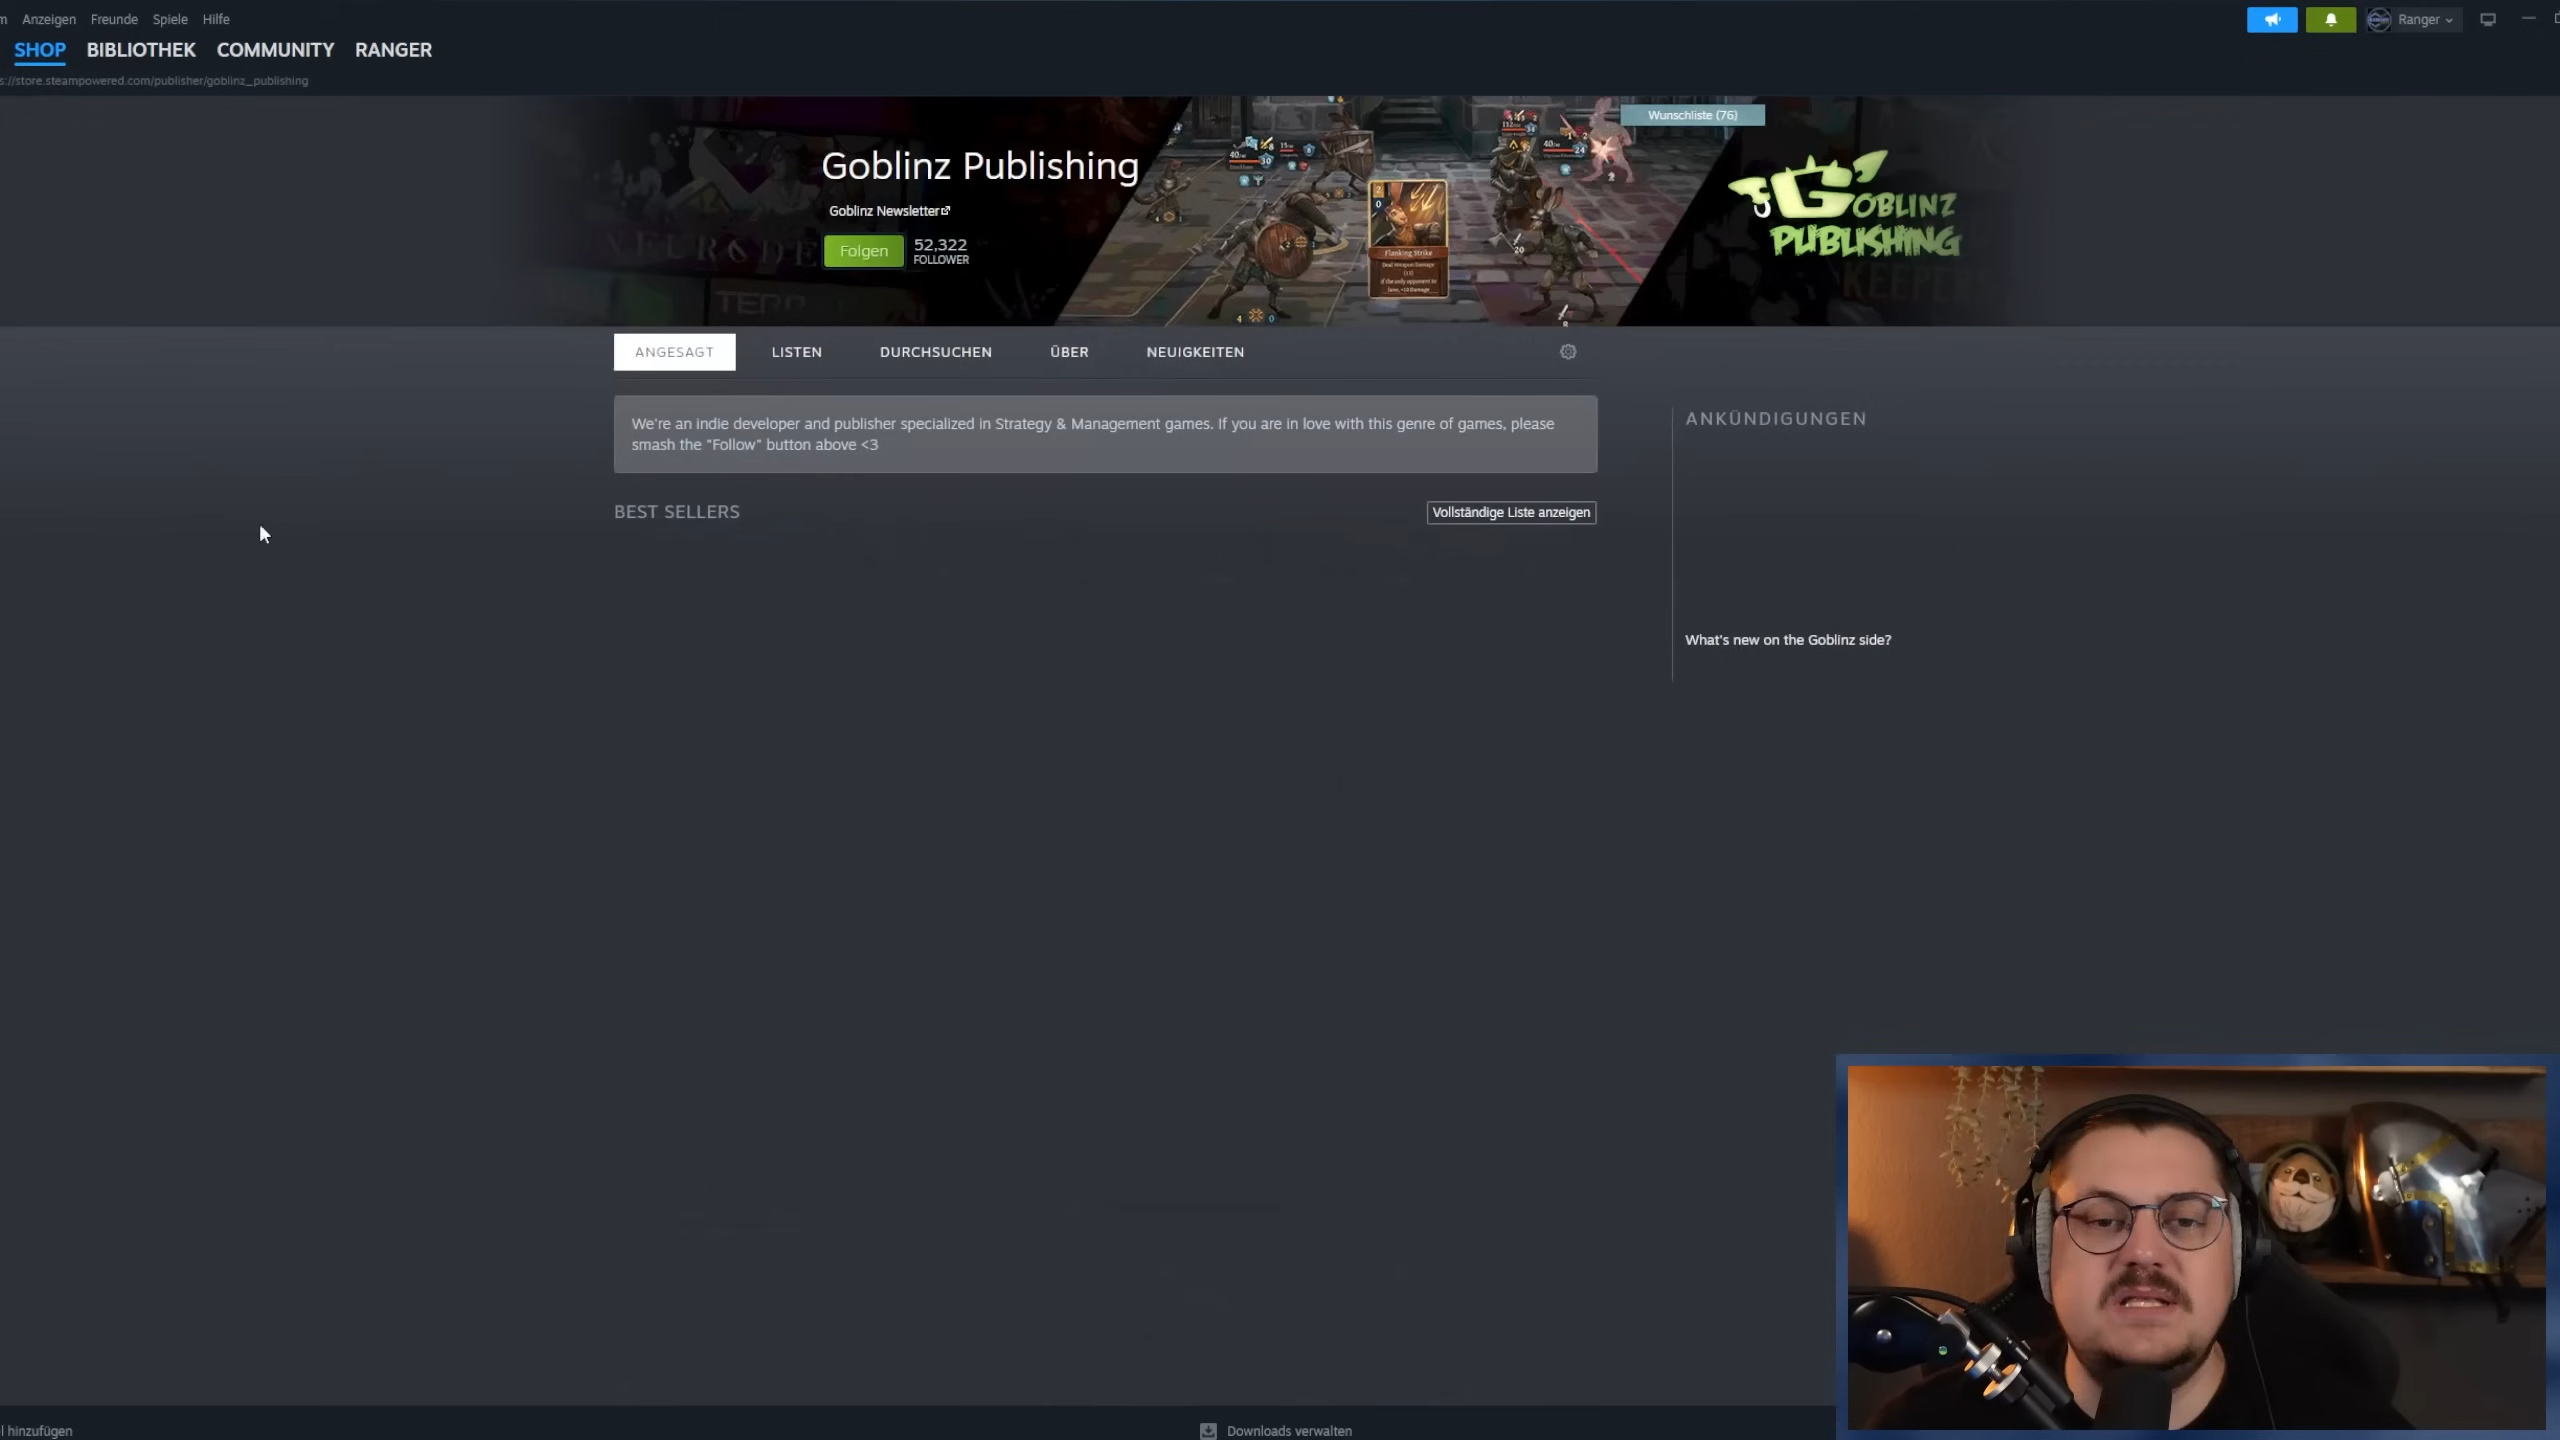 Anzeigen Freunde Spiele Hilfe
Ranger
SHOP BIBLIOTHEK COMMUNITY RANGER
s://store.steampowered.com/publisher/goblinz_publishing
Wunschliste (76)
Goblinz Publishing
Goblinz Newsletter
Folgen
52,322
FOLLOWER
Flanking Strike
GOBLINZ
PUBLISHING
ANGESAGT LISTEN DURCHSUCHEN ÜBER NEUIGKEITEN
We're an indie developer and publisher specialized in Strategy & Management games. If you are in love with this genre of games, please
smash the "Follow" button above <3
ANKÜNDIGUNGEN
BEST SELLERS
Vollständige Liste anzeigen
What's new on the Goblinz side?
l hinzufügen
Downloads verwalten